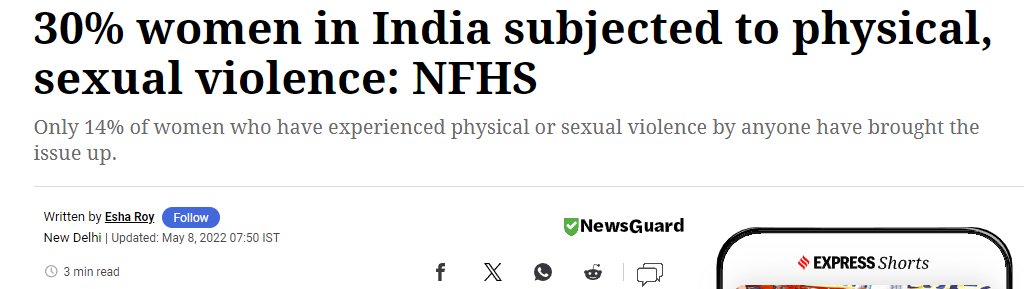 30% women in India subjected to physical,
sexual violence: NFHS
Only 14% of women who have experienced physical or sexual violence by anyone have brought the
issue up.
Written by Esha Roy Follow
New Delhi | Updated: May 8, 2022 07:50 IST
NewsGuard
3 min read
EXPRESS Shorts